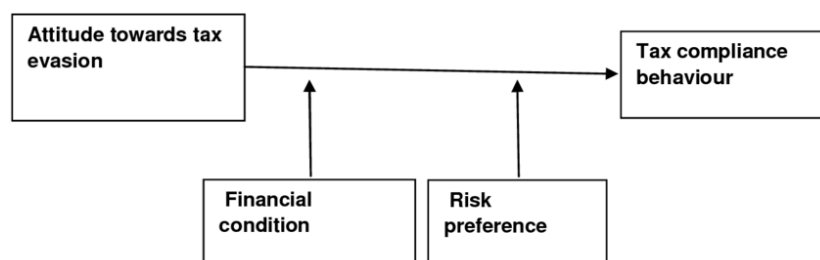 Attitude towards tax
evasion
Tax compliance
behaviour
Financial
condition
Risk
preference